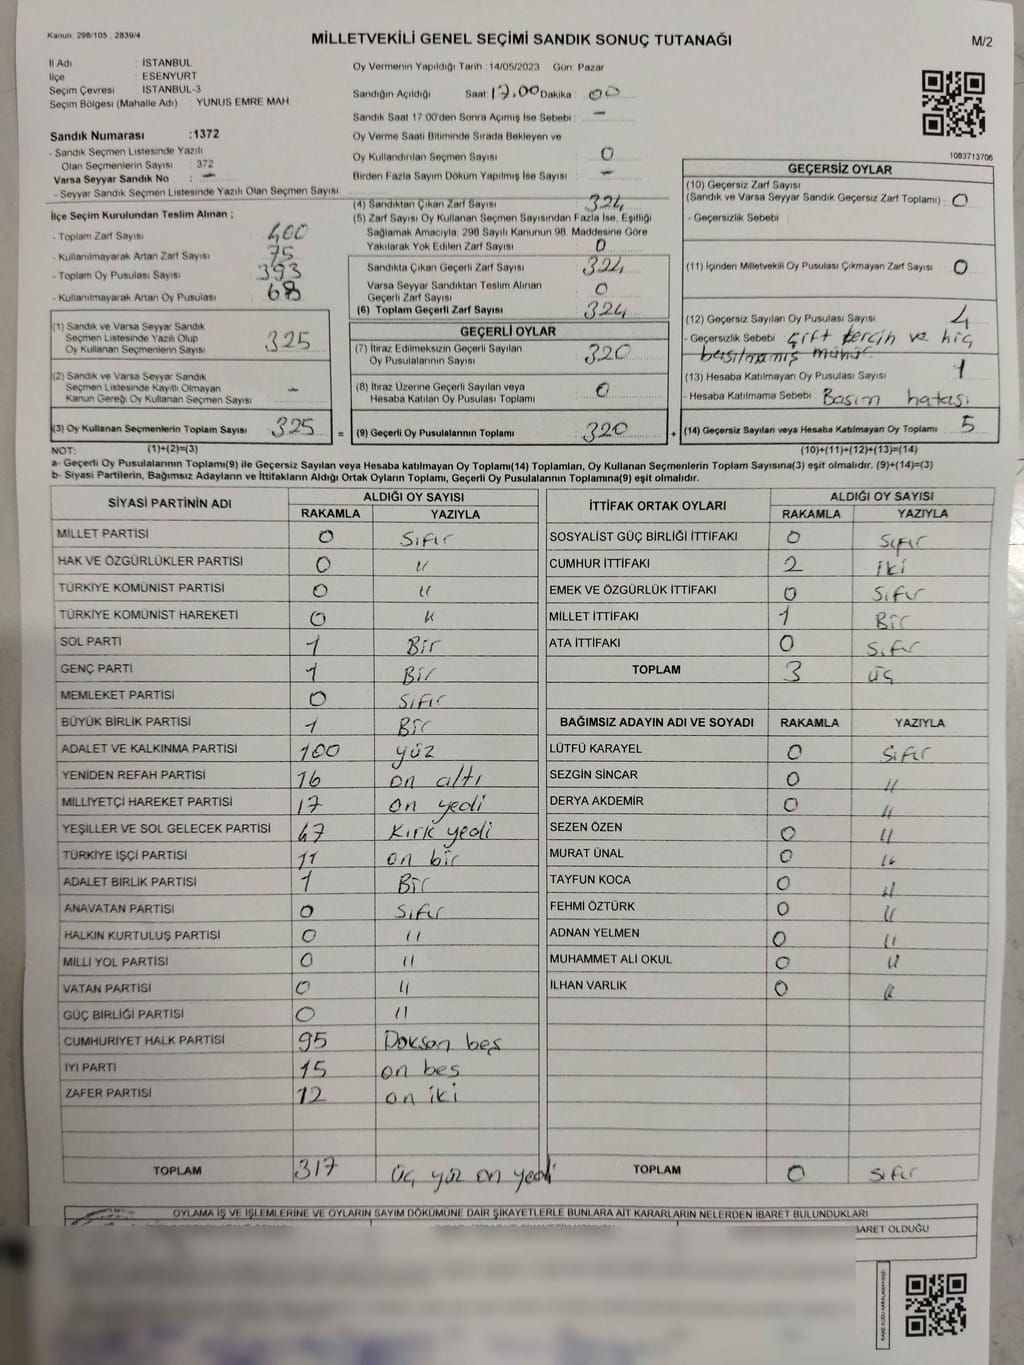 Kanun: 298/105 , 2839/4
MİLLETVEKİLİ GENEL SEÇİMİ SANDIK SONUÇ TUTANAĞI
M/2
İl Adı : İSTANBUL
İlçe : ESENYURT
Seçim Çevresi : İSTANBUL-3
Seçim Bölgesi (Mahalle Adı) : YUNUS EMRE MAH.
Sandık Numarası :1372
- Sandık Seçmen Listesinde Yazılı
Olan Seçmenlerin Sayısı : 372
Varsa Seyyar Sandık No : -
- Seyyar Sandık Seçmen Listesinde Yazılı Olan Seçmen Sayısı
Oy Vermenin Yapıldığı Tarih : 14/05/2023 Gün: Pazar
Sandığın Açıldığı Saat : 17.00 Dakika : 00
Sandık Saat 17.00'den Sonra Açımış İse Sebebi : -
Oy Verme Saati Bitiminde Sırada Bekleyen ve
Oy Kullandırılan Seçmen Sayısı 0
Birden Fazla Sayım Döküm Yapılmış İse Sayısı : -
1083713706
İlçe Seçim Kurulundan Teslim Alınan ;
- Toplam Zarf Sayısı : 400
- Kullanılmayarak Artan Zarf Sayısı : 75
- Toplam Oy Pusulası Sayısı : 393
- Kullanılmayarak Artan Oy Pusulası : 68
(1) Sandık ve Varsa Seyyar Sandık
Seçmen Listesinde Yazılı Olup
Oy Kullanan Seçmenlerin Sayısı 325
(2) Sandık ve Varsa Seyyar Sandık
Seçmen Listesinde Kayıtlı Olmayan
Kanun Gereği Oy Kullanan Seçmen Sayısı -
(3) Oy Kullanan Seçmenlerin Toplam Sayısı 325
(4) Sandıktan Çıkan Zarf Sayısı 324
(5) Zarf Sayısı Oy Kullanan Seçmen Sayısından Fazla İse, Eşitliği
Sağlamak Amacıyla, 298 Sayılı Kanunun 98. Maddesine Göre
Yakılarak Yok Edilen Zarf Sayısı 0
Sandıkta Çıkan Geçerli Zarf Sayısı 324
Varsa Seyyar Sandıktan Teslim Alınan
Geçerli Zarf Sayısı 0
(6) Toplam Geçerli Zarf Sayısı 324
GEÇERLİ OYLAR
(7) İtiraz Edilmeksizin Geçerli Sayılan
Oy Pusulalarının Sayısı 320
(8) İtiraz Üzerine Geçerli Sayılan veya
Hesaba Katılan Oy Pusulası Toplamı 0
= (9) Geçerli Oy Pusulalarının Toplamı 320
GEÇERSİZ OYLAR
(10) Geçersiz Zarf Sayısı
(Sandık ve Varsa Seyyar Sandık Geçersiz Zarf Toplamı) : 0
- Geçersizlik Sebebi :
(11) İçinden Milletvekili Oy Pusulası Çıkmayan Zarf Sayısı 0
(12) Geçersiz Sayılan Oy Pusulası Sayısı 4
- Geçersizlik Sebebi : Çift tercih ve hiç
basılmamış mühür
(13) Hesaba Katılmayan Oy Pusulası Sayısı 1
- Hesaba Katılmama Sebebi : Basım hatası
+ (14) Geçersiz Sayılan veya Hesaba Katılmayan Oy Toplamı 5
NOT: (1)+(2)=(3) (10)+(11)+(12)+(13)=(14)
a- Geçerli Oy Pusulalarının Toplamı(9) ile Geçersiz Sayılan veya Hesaba katılmayan Oy Toplamı(14) Toplamları, Oy Kullanan Seçmenlerin Toplam Sayısına(3) eşit olmalıdır. (9)+(14)=(3)
b- Siyasi Partilerin, Bağımsız Adayların ve İttifakların Aldığı Ortak Oyların Toplamı, Geçerli Oy Pusulalarının Toplamına(9) eşit olmalıdır.
SİYASİ PARTİNİN ADI ALDIĞI OY SAYISI
RAKAMLA YAZIYLA
MİLLET PARTİSİ 0 Sıfır
HAK VE ÖZGÜRLÜKLER PARTİSİ 0 "
TÜRKİYE KOMÜNİST PARTİSİ 0 "
TÜRKİYE KOMÜNİST HAREKETİ 0 "
SOL PARTİ 1 Bir
GENÇ PARTİ 1 Bir
MEMLEKET PARTİSİ 0 Sıfır
BÜYÜK BİRLİK PARTİSİ 1 Bir
ADALET VE KALKINMA PARTİSİ 100 yüz
YENİDEN REFAH PARTİSİ 16 on altı
MİLLİYETÇİ HAREKET PARTİSİ 17 on yedi
YEŞİLLER VE SOL GELECEK PARTİSİ 47 Kırk yedi
TÜRKİYE İŞÇİ PARTİSİ 11 on bir
ADALET BİRLİK PARTİSİ 1 Bir
ANAVATAN PARTİSİ 0 Sıfır
HALKIN KURTULUŞ PARTİSİ 0 "
MİLLİ YOL PARTİSİ 0 "
VATAN PARTİSİ 0 "
GÜÇ BİRLİĞİ PARTİSİ 0 "
CUMHURİYET HALK PARTİSİ 95 Doksan beş
İYİ PARTİ 15 on beş
ZAFER PARTİSİ 12 on iki
TOPLAM 317 üç yüz on yedi
İTTİFAK ORTAK OYLARI ALDIĞI OY SAYISI
RAKAMLA YAZIYLA
SOSYALİST GÜÇ BİRLİĞİ İTTİFAKI 0 Sıfır
CUMHUR İTTİFAKI 2 iki
EMEK VE ÖZGÜRLÜK İTTİFAKI 0 Sıfır
MİLLET İTTİFAKI 1 Bir
ATA İTTİFAKI 0 Sıfır
TOPLAM 3 üç
BAĞIMSIZ ADAYIN ADI VE SOYADI RAKAMLA YAZIYLA
LÜTFÜ KARAYEL 0 Sıfır
SEZGİN SİNCAR 0 "
DERYA AKDEMİR 0 "
SEZEN ÖZEN 0 "
MURAT ÜNAL 0 "
TAYFUN KOCA 0 "
FEHMİ ÖZTÜRK 0 "
ADNAN YELMEN 0 "
MUHAMMET ALİ OKUL 0 "
İLHAN VARLIK 0 "
TOPLAM 0 Sıfır
OYLAMA İŞ VE İŞLEMLERİNE VE OYLARIN SAYIM DÖKÜMÜNE DAİR ŞİKAYETLERLE BUNLARA AİT KARARLARIN NELERDEN İBARET BULUNDUKLARI
BARET OLDUĞU